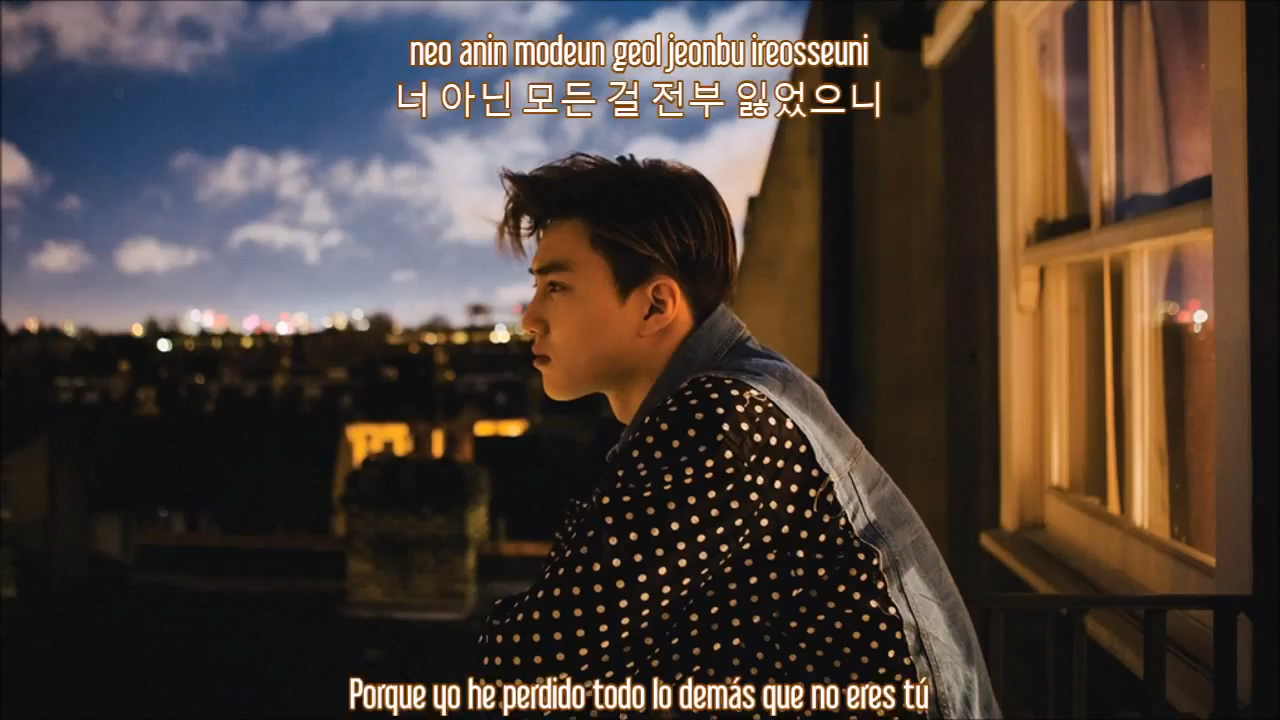 neo anin modeun geol jeonbu ireosseuni
너 아닌 모든 걸 전부 잃었으니
Porque yo he perdido todo lo demás que no eres tú